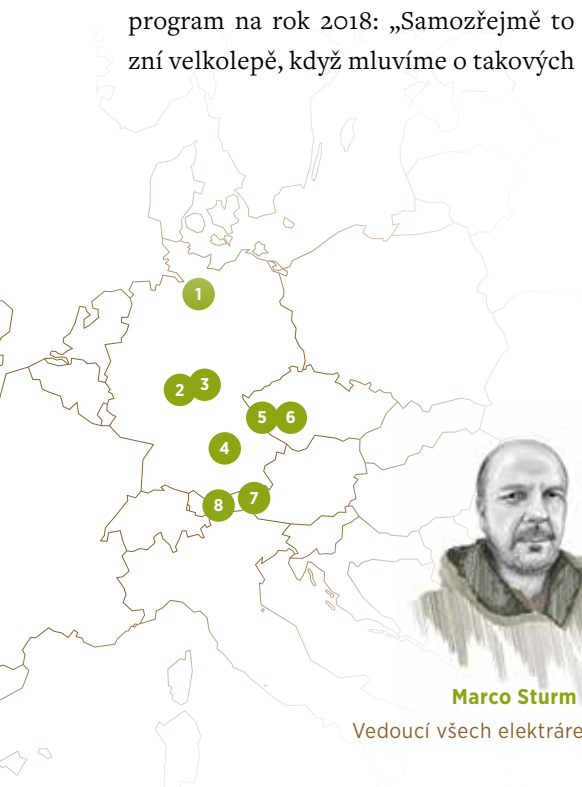 program na rok 2018: „Samozřejmě to
zní velkolepě, když mluvíme o takových
1
2
3
5
6
4
7
8
Marco Sturm
Vedoucí všech elektráre